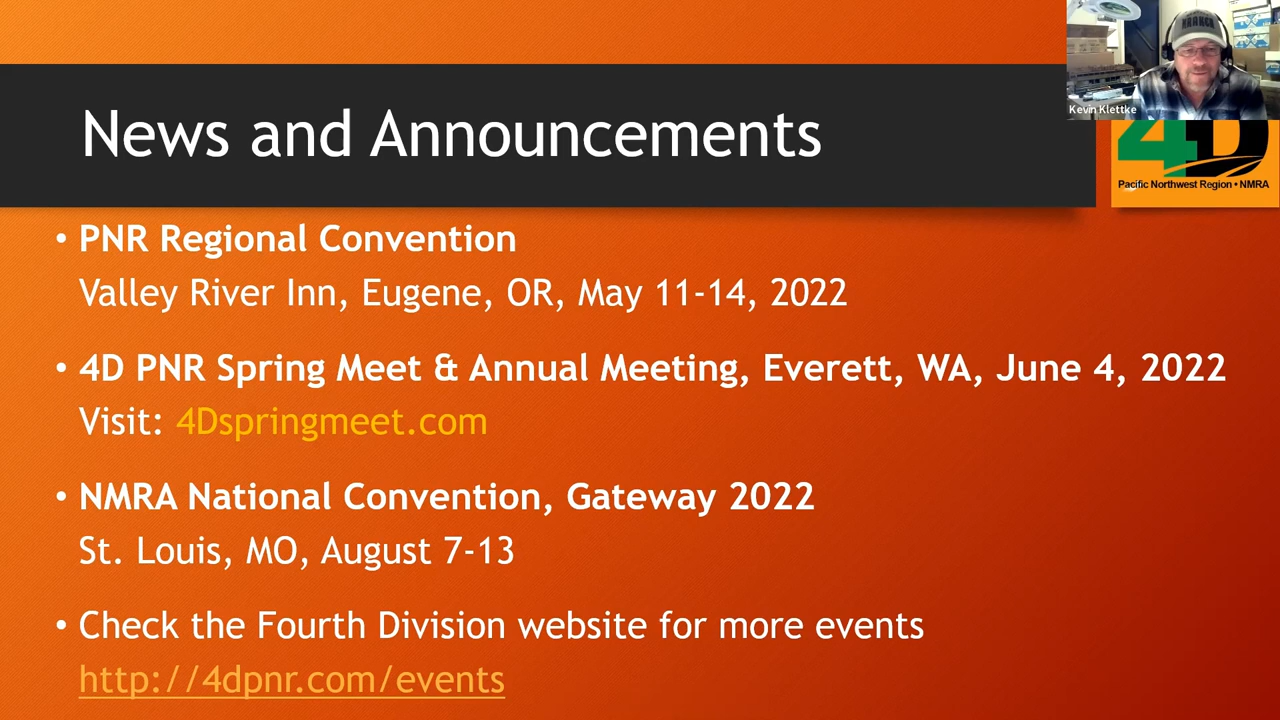 News and Announcements
Kevin Klettke
4D
Pacific Northwest Region • NMRA
• PNR Regional Convention
Valley River Inn, Eugene, OR, May 11-14, 2022
• 4D PNR Spring Meet & Annual Meeting, Everett, WA, June 4, 2022
Visit: 4Dspringmeet.com
• NMRA National Convention, Gateway 2022
St. Louis, MO, August 7-13
• Check the Fourth Division website for more events
http://4dpnr.com/events